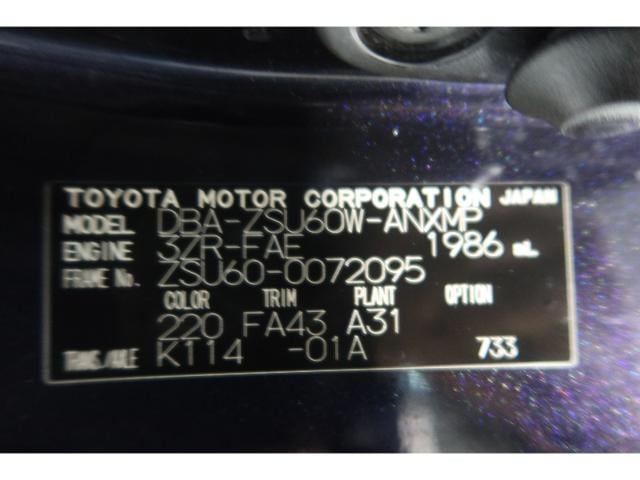 TOYOTA MOTOR CORPORATION JAPAN
MODEL DBA-ZSU60W-ANXMP
ENGINE 3ZR-FAE 1986 mL
FRAME No. ZSU60-0072095
COLOR TRIM PLANT OPTION
220 FA43 A31
TRANS./AXLE K114 -01A 733